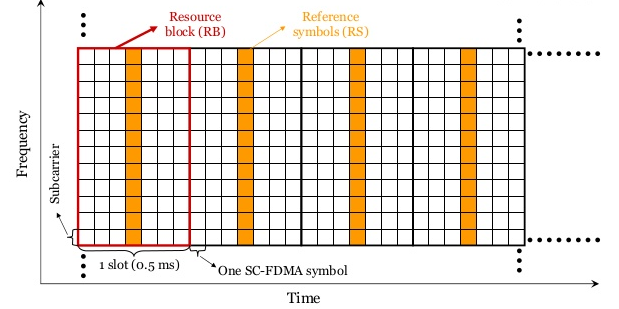 Resource
block (RB)
Reference
symbols (RS)
Frequency
Subcarrier
1 slot (0.5 ms)
One SC-FDMA symbol
Time